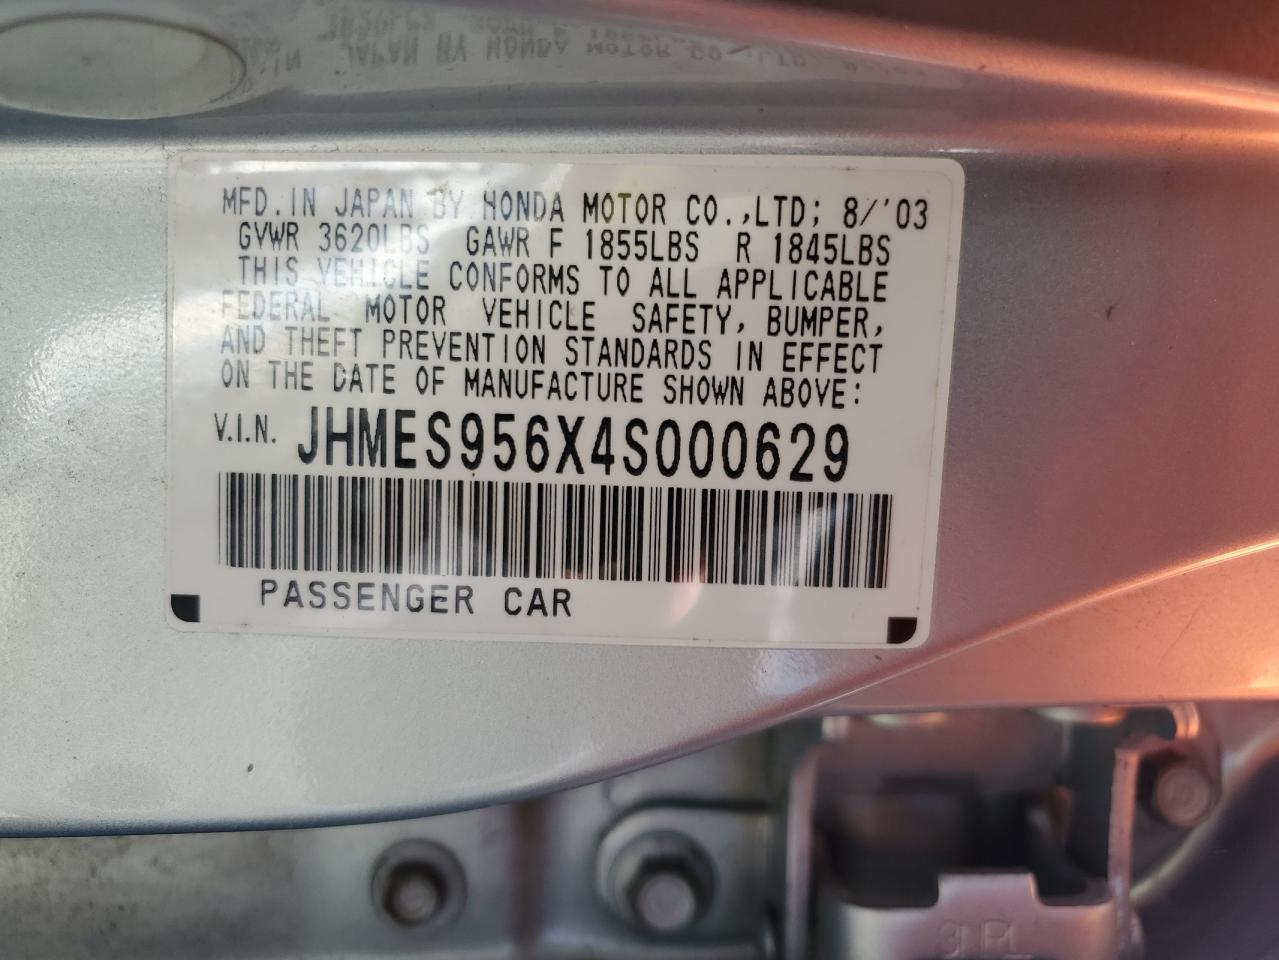 MFD. IN JAPAN BY HONDA MOTOR CO.,LTD; 8/'03
GVWR 3620LBS GAWR F 1855LBS R 1845LBS
THIS VEHICLE CONFORMS TO ALL APPLICABLE
FEDERAL MOTOR VEHICLE SAFETY, BUMPER,
AND THEFT PREVENTION STANDARDS IN EFFECT
ON THE DATE OF MANUFACTURE SHOWN ABOVE:
V.I.N. JHMES956X4S000629
PASSENGER CAR